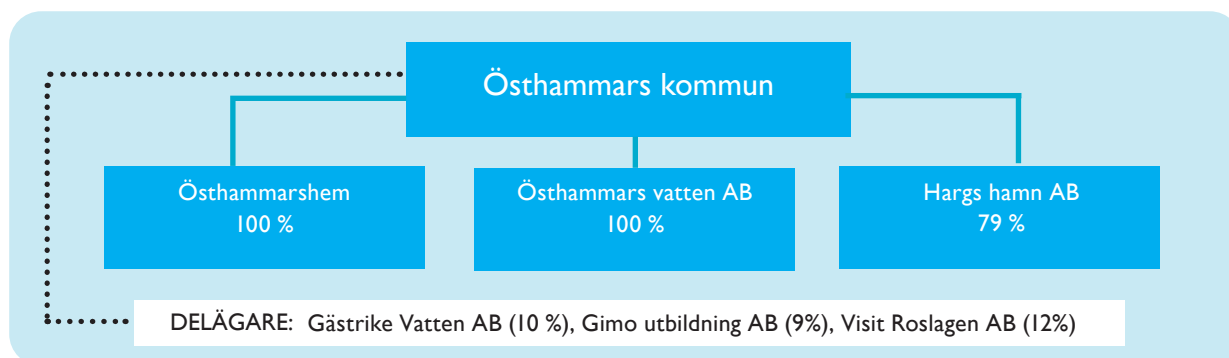 Östhammars kommun
Östhammarshem
100 %
Östhammars vatten AB
100 %
Hargs hamn AB
79 %
DELÄGARE: Gästrike Vatten AB (10 %), Gimo utbildning AB (9%), Visit Roslagen AB (12%)